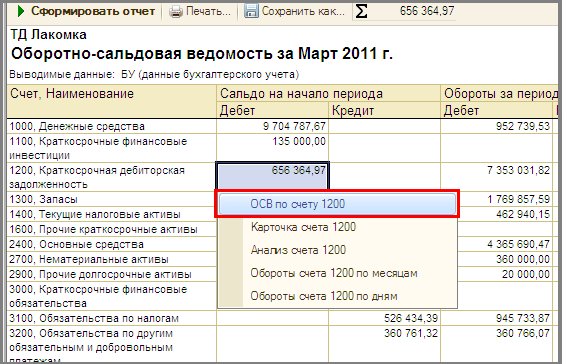 Сформировать отчет Печать... Сохранить как... Σ 656 364,97
ТД Лакомка
Оборотно-сальдовая ведомость за Март 2011 г.
Выводимые данные: БУ (данные бухгалтерского учета)
Счет, Наименование Сальдо на начало периода Обороты за период
Дебет Кредит Дебет
1000, Денежные средства 9 704 787,67 952 739,53
1100, Краткосрочные финансовые 135 000,00
инвестиции
1200, Краткосрочная дебиторская 656 364,97 7 353 031,82
задолженность
1300, Запасы 1 769 857,59
1400, Текущие налоговые активы 462 940,15
1600, Прочие краткосрочные активы
2400, Основные средства 4 365 690,47
2700, Нематериальные активы 360 000,00
2900, Прочие долгосрочные активы 20 000,00
3000, Краткосрочные финансовые
обязательства
ОСВ по счету 1200
Карточка счета 1200
Анализ счета 1200
Обороты счета 1200 по месяцам
Обороты счета 1200 по дням
3100, Обязательства по налогам 526 434,39 945 733,87
3200, Обязательства по другим 360 761,32 360 766,07
обязательным и добровольным
платежам